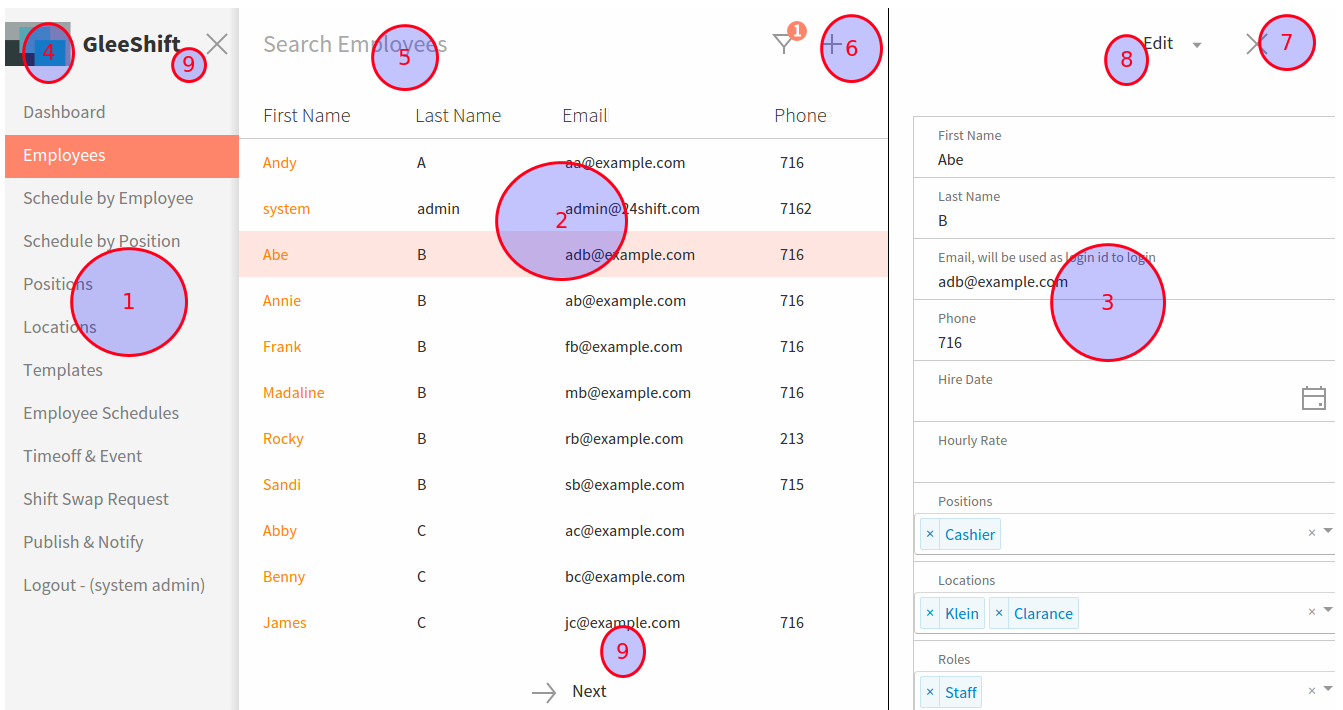 4
GleeShift
9
Dashboard
Employees
Schedule by Employee
Schedule by Position
Positions
1
Locations
Templates
Employee Schedules
Timeoff & Event
Shift Swap Request
Publish & Notify
Logout - (system admin)
Search Employees
5
1
6
First Name Last Name Email Phone
Andy A aa@example.com 716
system admin admin@24shift.com 7162
2
Abe B adb@example.com 716
Annie B ab@example.com 716
Frank B fb@example.com 716
Madaline B mb@example.com 716
Rocky B rb@example.com 213
Sandi B sb@example.com 715
Abby C ac@example.com
Benny C bc@example.com
James C jc@example.com 716
9
Next
8
Edit
7
First Name
Abe
Last Name
B
Email, will be used as login id to login
adb@example.com
3
Phone
716
Hire Date
Hourly Rate
Positions
× Cashier ×
Locations
× Klein × Clarance ×
Roles
× Staff ×